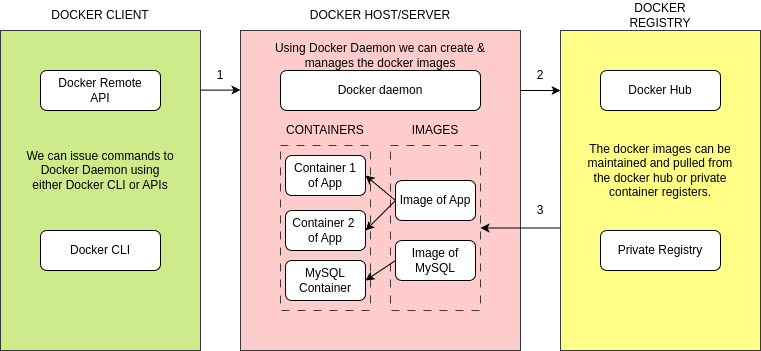 DOCKER CLIENT
DOCKER HOST/SERVER
DOCKER
REGISTRY
Docker Remote
API
We can issue commands to
Docker Daemon using
either Docker CLI or APIs
Docker CLI
1
Using Docker Daemon we can create &
manages the docker images
Docker daemon
CONTAINERS
IMAGES
Container 1
of App
Container 2
of App
MySQL
Container
Image of App
Image of
MySQL
2
3
Docker Hub
The docker images can be
maintained and pulled from
the docker hub or private
container registers.
Private Registry